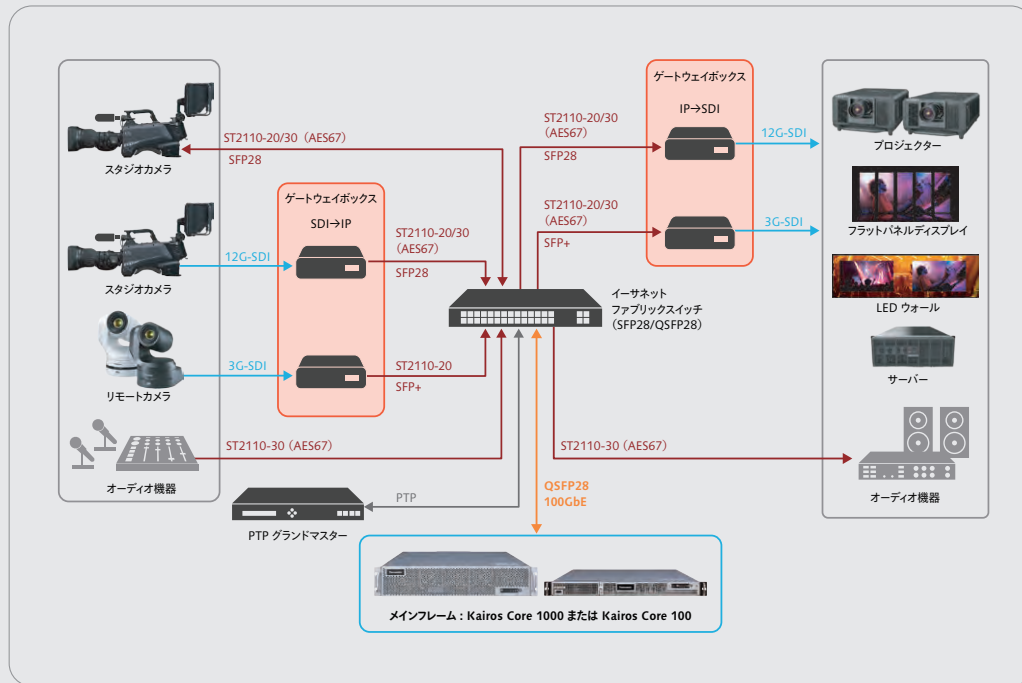 スタジオカメラ
ST2110-20/30（AES67）
SFP28
スタジオカメラ
12G-SDI
ゲートウェイボックス
SDI→IP
ST2110-20/30
（AES67）
SFP28
リモートカメラ
3G-SDI
ST2110-20
SFP+
オーディオ機器
ST2110-30（AES67）
PTP グランドマスター
PTP
イーサネット
ファブリックスイッチ
（SFP28/QSFP28）
QSFP28
100GbE
メインフレーム：Kairos Core 1000 または Kairos Core 100
ST2110-20/30
（AES67）
SFP28
ST2110-20/30
（AES67）
SFP+
ゲートウェイボックス
IP→SDI
12G-SDI
3G-SDI
プロジェクター
フラットパネルディスプレイ
LED ウォール
サーバー
ST2110-30（AES67）
オーディオ機器